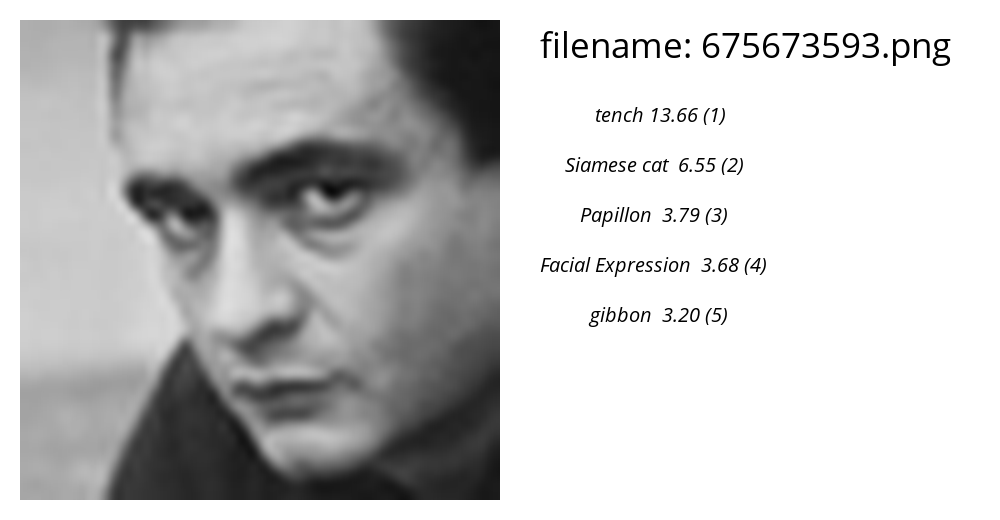 filename: 675673593.png
tench 13.66 (1)
Siamese cat 6.55 (2)
Papillon 3.79 (3)
Facial Expression 3.68 (4)
gibbon 3.20 (5)